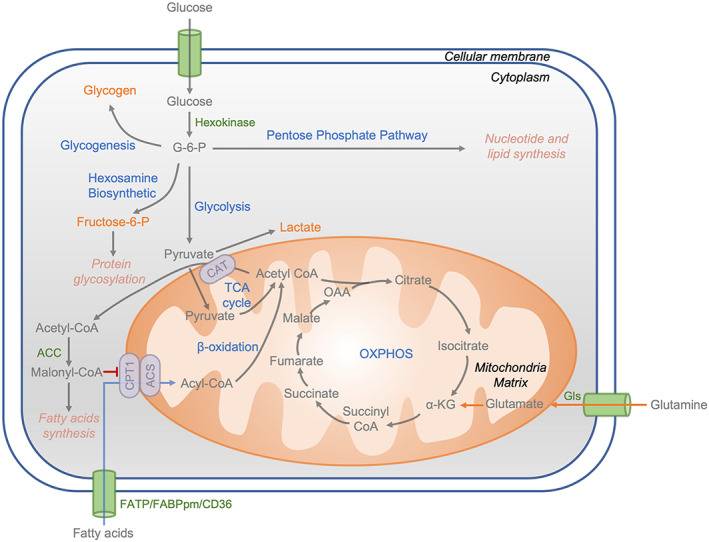 Glucose
Cellular membrane
Cytoplasm
Glycogen
Glucose
Hexokinase
Glycogenesis
G-6-P
Pentose Phosphate Pathway
Nucleotide and
lipid synthesis
Hexosamine
Biosynthetic
Glycolysis
Fructose-6-P
Lactate
Protein
glycosylation
Pyruvate
CAT
Acetyl CoA
TCA
cycle
Pyruvate
OAA
Citrate
Malate
Acetyl-CoA
ACC
Malonyl-CoA
β-oxidation
OXPHOS
Isocitrate
Fumarate
Mitochondria
Matrix
CPT1
ACS
Acyl-CoA
Succinate
Succinyl
CoA
α-KG
Glutamate
Gls
Glutamine
Fatty acids
synthesis
FATP/FABPpm/CD36
Fatty acids